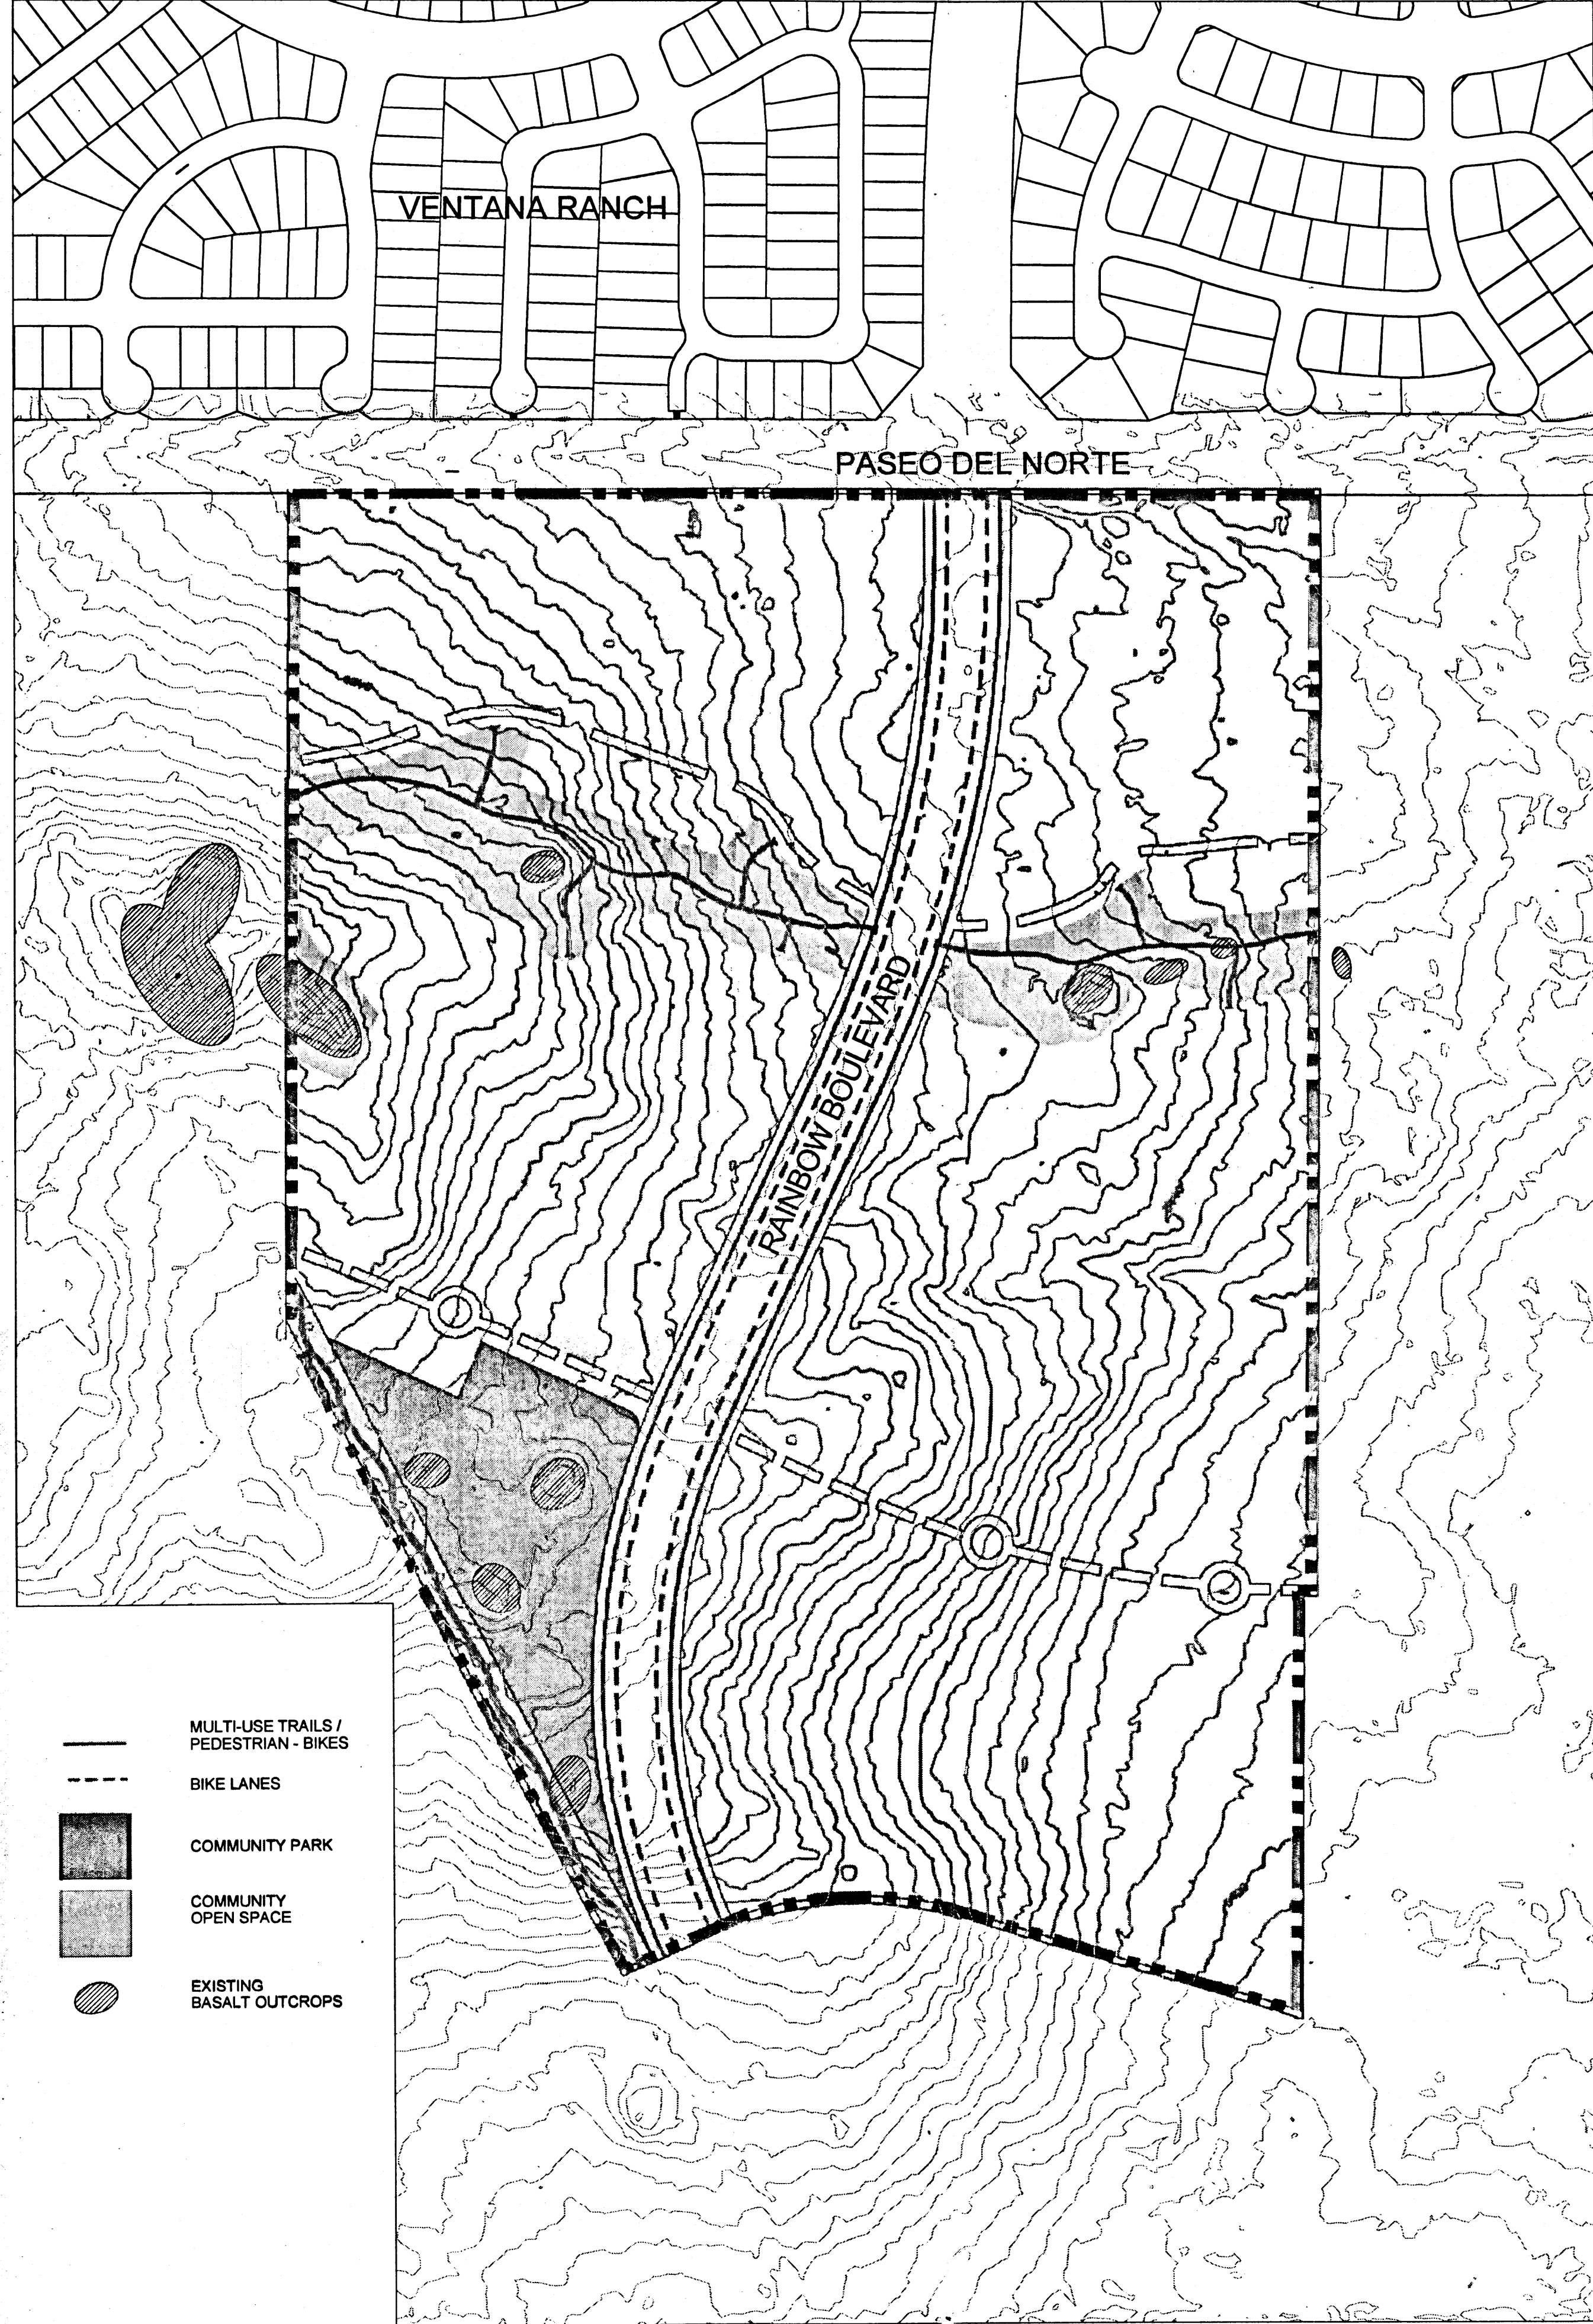 VENTANA RANCH
PASEO DEL NORTE
RAINBOW BOULEVARD
MULTI-USE TRAILS /
PEDESTRIAN - BIKES
BIKE LANES
COMMUNITY PARK
COMMUNITY
OPEN SPACE
EXISTING
BASALT OUTCROPS